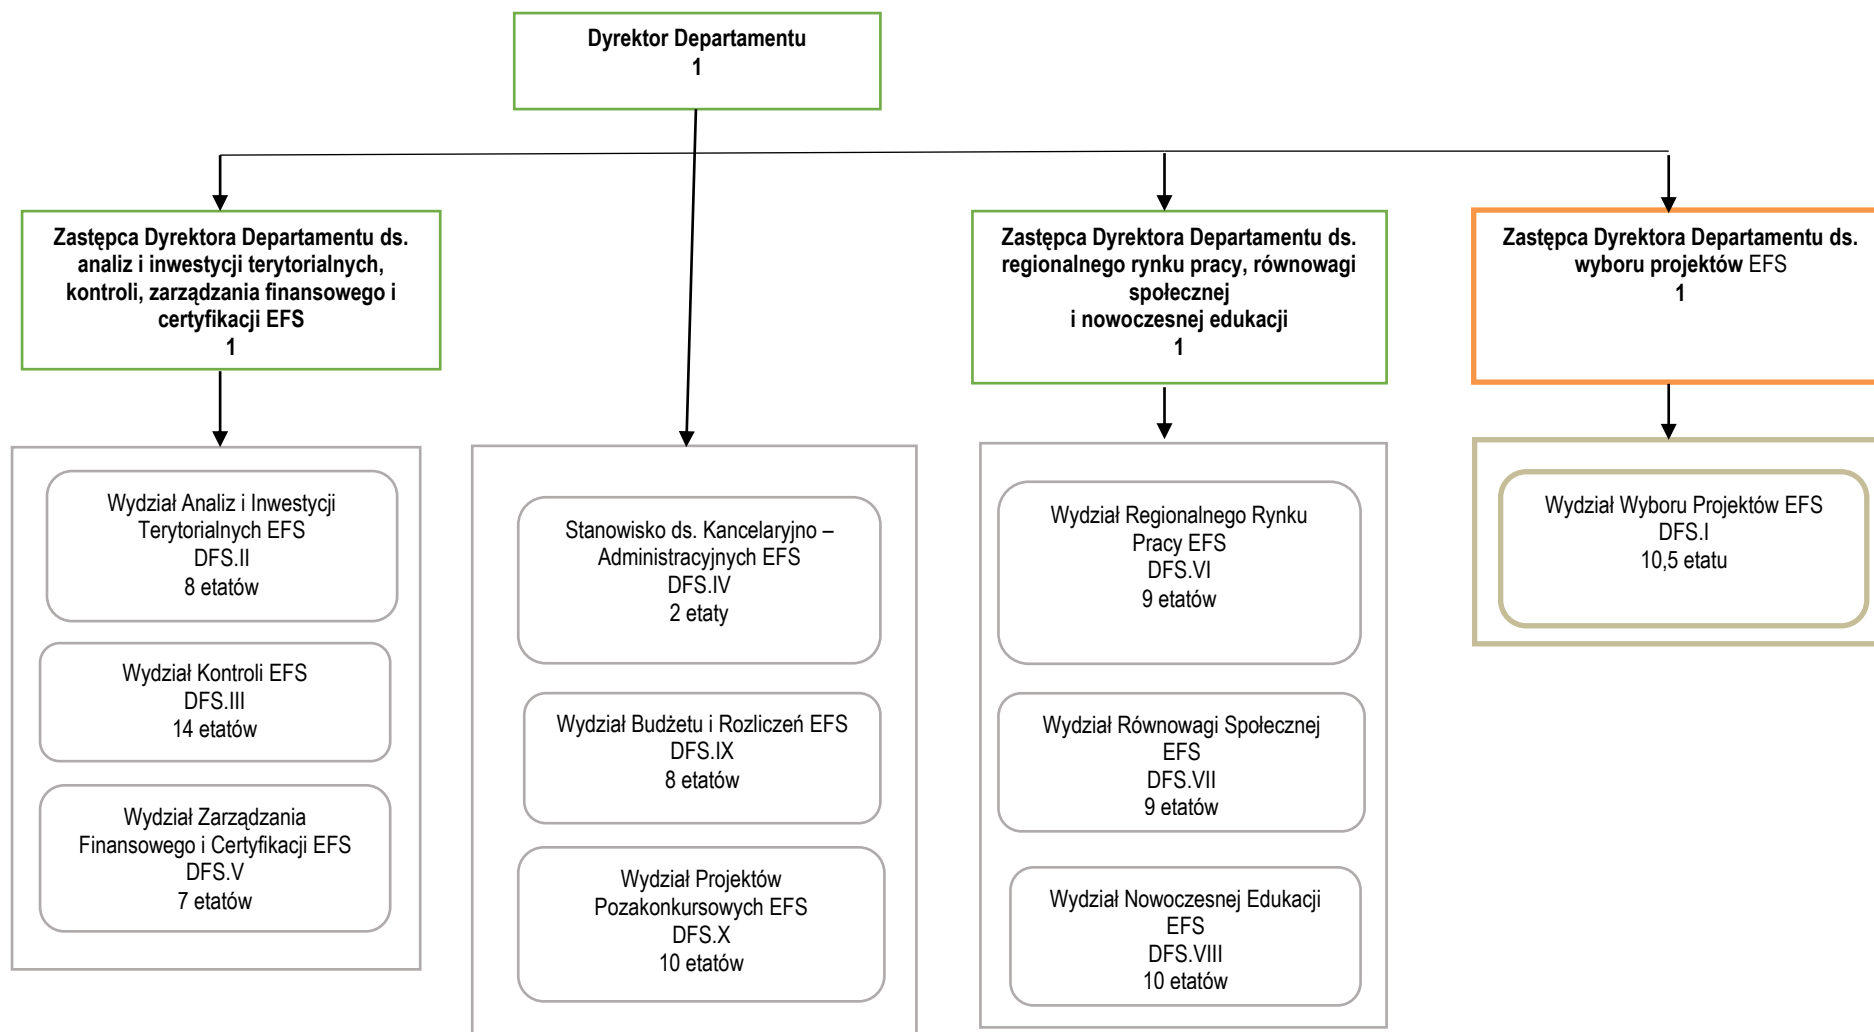 Dyrektor Departamentu
1
Zastępca Dyrektora Departamentu ds.
analiz i inwestycji terytorialnych,
kontroli, zarządzania finansowego i
certyfikacji EFS
1
Zastępca Dyrektora Departamentu ds.
regionalnego rynku pracy, równowagi
społecznej
i nowoczesnej edukacji
1
Zastępca Dyrektora Departamentu ds.
wyboru projektów EFS
1
Wydział Analiz i Inwestycji
Terytorialnych EFS
DFS.II
8 etatów
Wydział Kontroli EFS
DFS.III
14 etatów
Wydział Zarządzania
Finansowego i Certyfikacji EFS
DFS.V
7 etatów
Stanowisko ds. Kancelaryjno –
Administracyjnych EFS
DFS.IV
2 etaty
Wydział Budżetu i Rozliczeń EFS
DFS.IX
8 etatów
Wydział Projektów
Pozakonkursowych EFS
DFS.X
10 etatów
Wydział Regionalnego Rynku
Pracy EFS
DFS.VI
9 etatów
Wydział Równowagi Społecznej
EFS
DFS.VII
9 etatów
Wydział Nowoczesnej Edukacji
EFS
DFS.VIII
10 etatów
Wydział Wyboru Projektów EFS
DFS.I
10,5 etatu